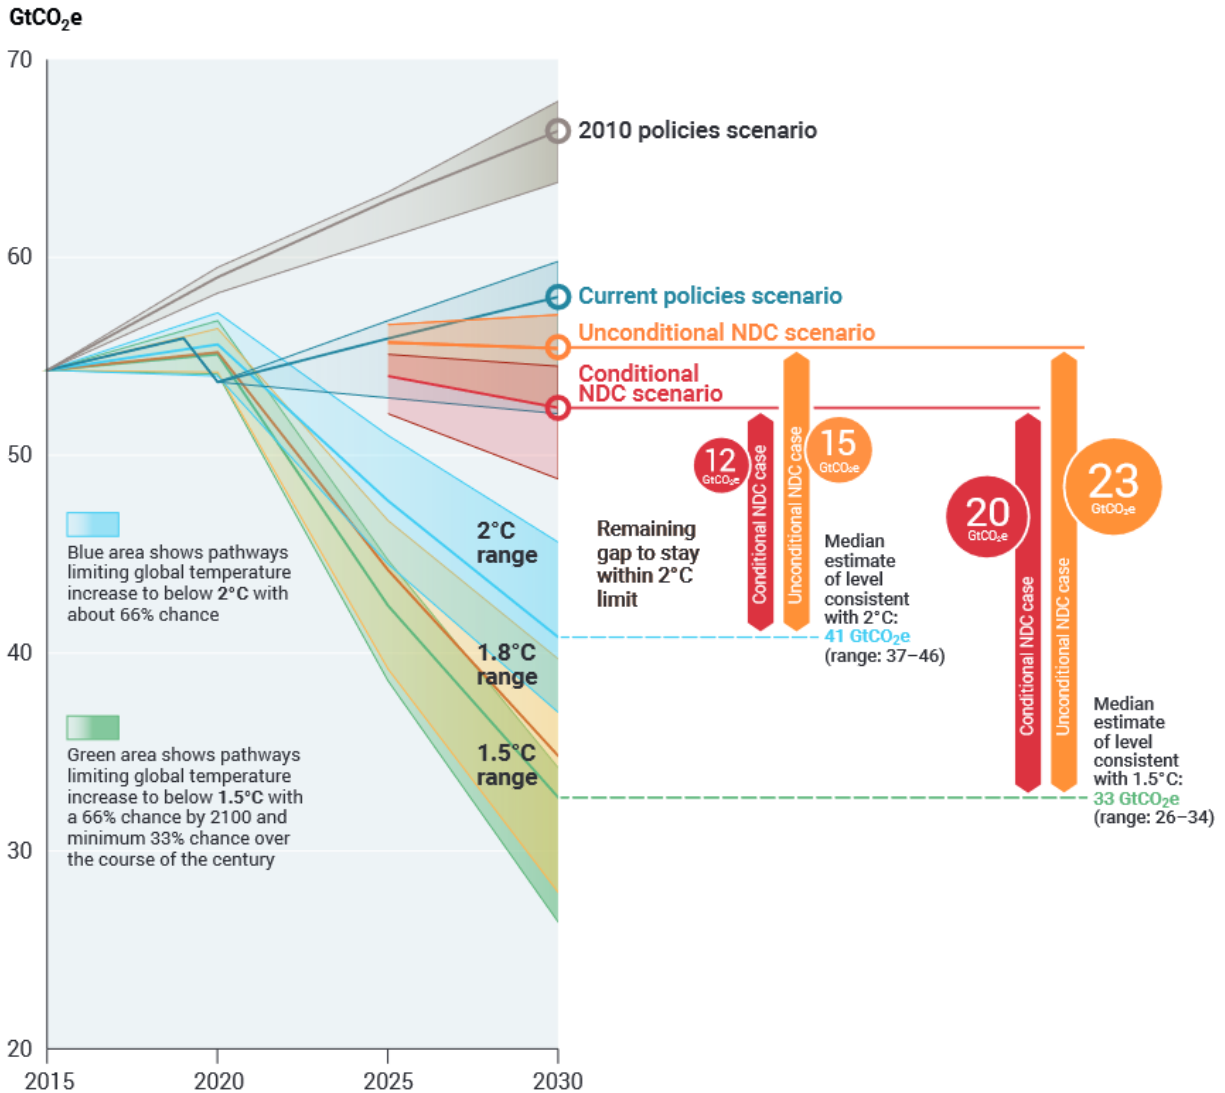 GtCO₂e
70
60
50
40
30
20
2015
2020
2025
2030
2010 policies scenario
Current policies scenario
Unconditional NDC scenario
Conditional
NDC scenario
2°C
range
1.8°C
range
1.5°C
range
Blue area shows pathways
limiting global temperature
increase to below 2°C with
about 66% chance
Green area shows pathways
limiting global temperature
increase to below 1.5°C with
a 66% chance by 2100 and
minimum 33% chance over
the course of the century
Remaining
gap to stay
within 2°C
limit
12
GtCO₂e
Conditional NDC case
Unconditional NDC case
15
GtCO₂e
Median
estimate
of level
consistent
with 2°C:
41 GtCO₂e
(range: 37–46)
20
GtCO₂e
Conditional NDC case
Unconditional NDC case
23
GtCO₂e
Median
estimate
of level
consistent
with 1.5°C:
33 GtCO₂e
(range: 26–34)